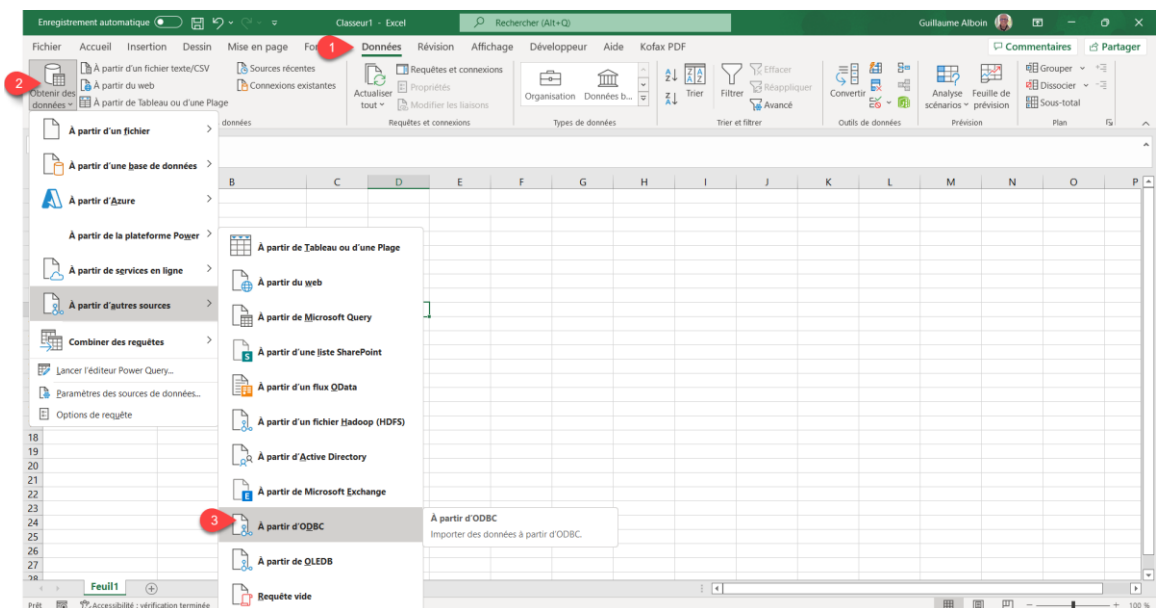 Enregistrement automatique
Classeur1 - Excel
Rechercher (Alt+Q)
Guillaume Alboin
Fichier Accueil Insertion Dessin Mise en page 1 Données Révision Affichage Développeur Aide Kofax PDF
Commentaires
Partager
2
Obtenir des données
À partir d'un fichier texte/CSV
À partir du web
À partir de Tableau ou d'une Plage
Sources récentes
Connexions existantes
Actualiser tout
Requêtes et connexions
Propriétés
Modifier les liaisons
Organisation
Données b...
Trier
Filtrer
Effacer
Réappliquer
Avancé
Convertir
Analyse scénarios
Feuille de prévision
Grouper
Dissocier
Sous-total
données
Requêtes et connexions
Types de données
Trier et filtrer
Outils de données
Prévision
Plan
À partir d'un fichier
À partir d'une base de données
À partir d'Azure
À partir de la plateforme Power
À partir de services en ligne
À partir d'autres sources
Combiner des requêtes
Lancer l'éditeur Power Query...
Paramètres des sources de données...
Options de requête
B C D E F G H I J K L M N O P
À partir de Tableau ou d'une Plage
À partir du web
À partir de Microsoft Query
À partir d'une liste SharePoint
À partir d'un flux OData
À partir d'un fichier Hadoop (HDFS)
À partir d'Active Directory
À partir de Microsoft Exchange
3
À partir d'ODBC
À partir de OLEDB
Requête vide
À partir d'ODBC
Importer des données à partir d'ODBC.
18
19
20
21
22
23
24
25
26
27
28
Feuil1
Prêt
Accessibilité : vérification terminée
100 %